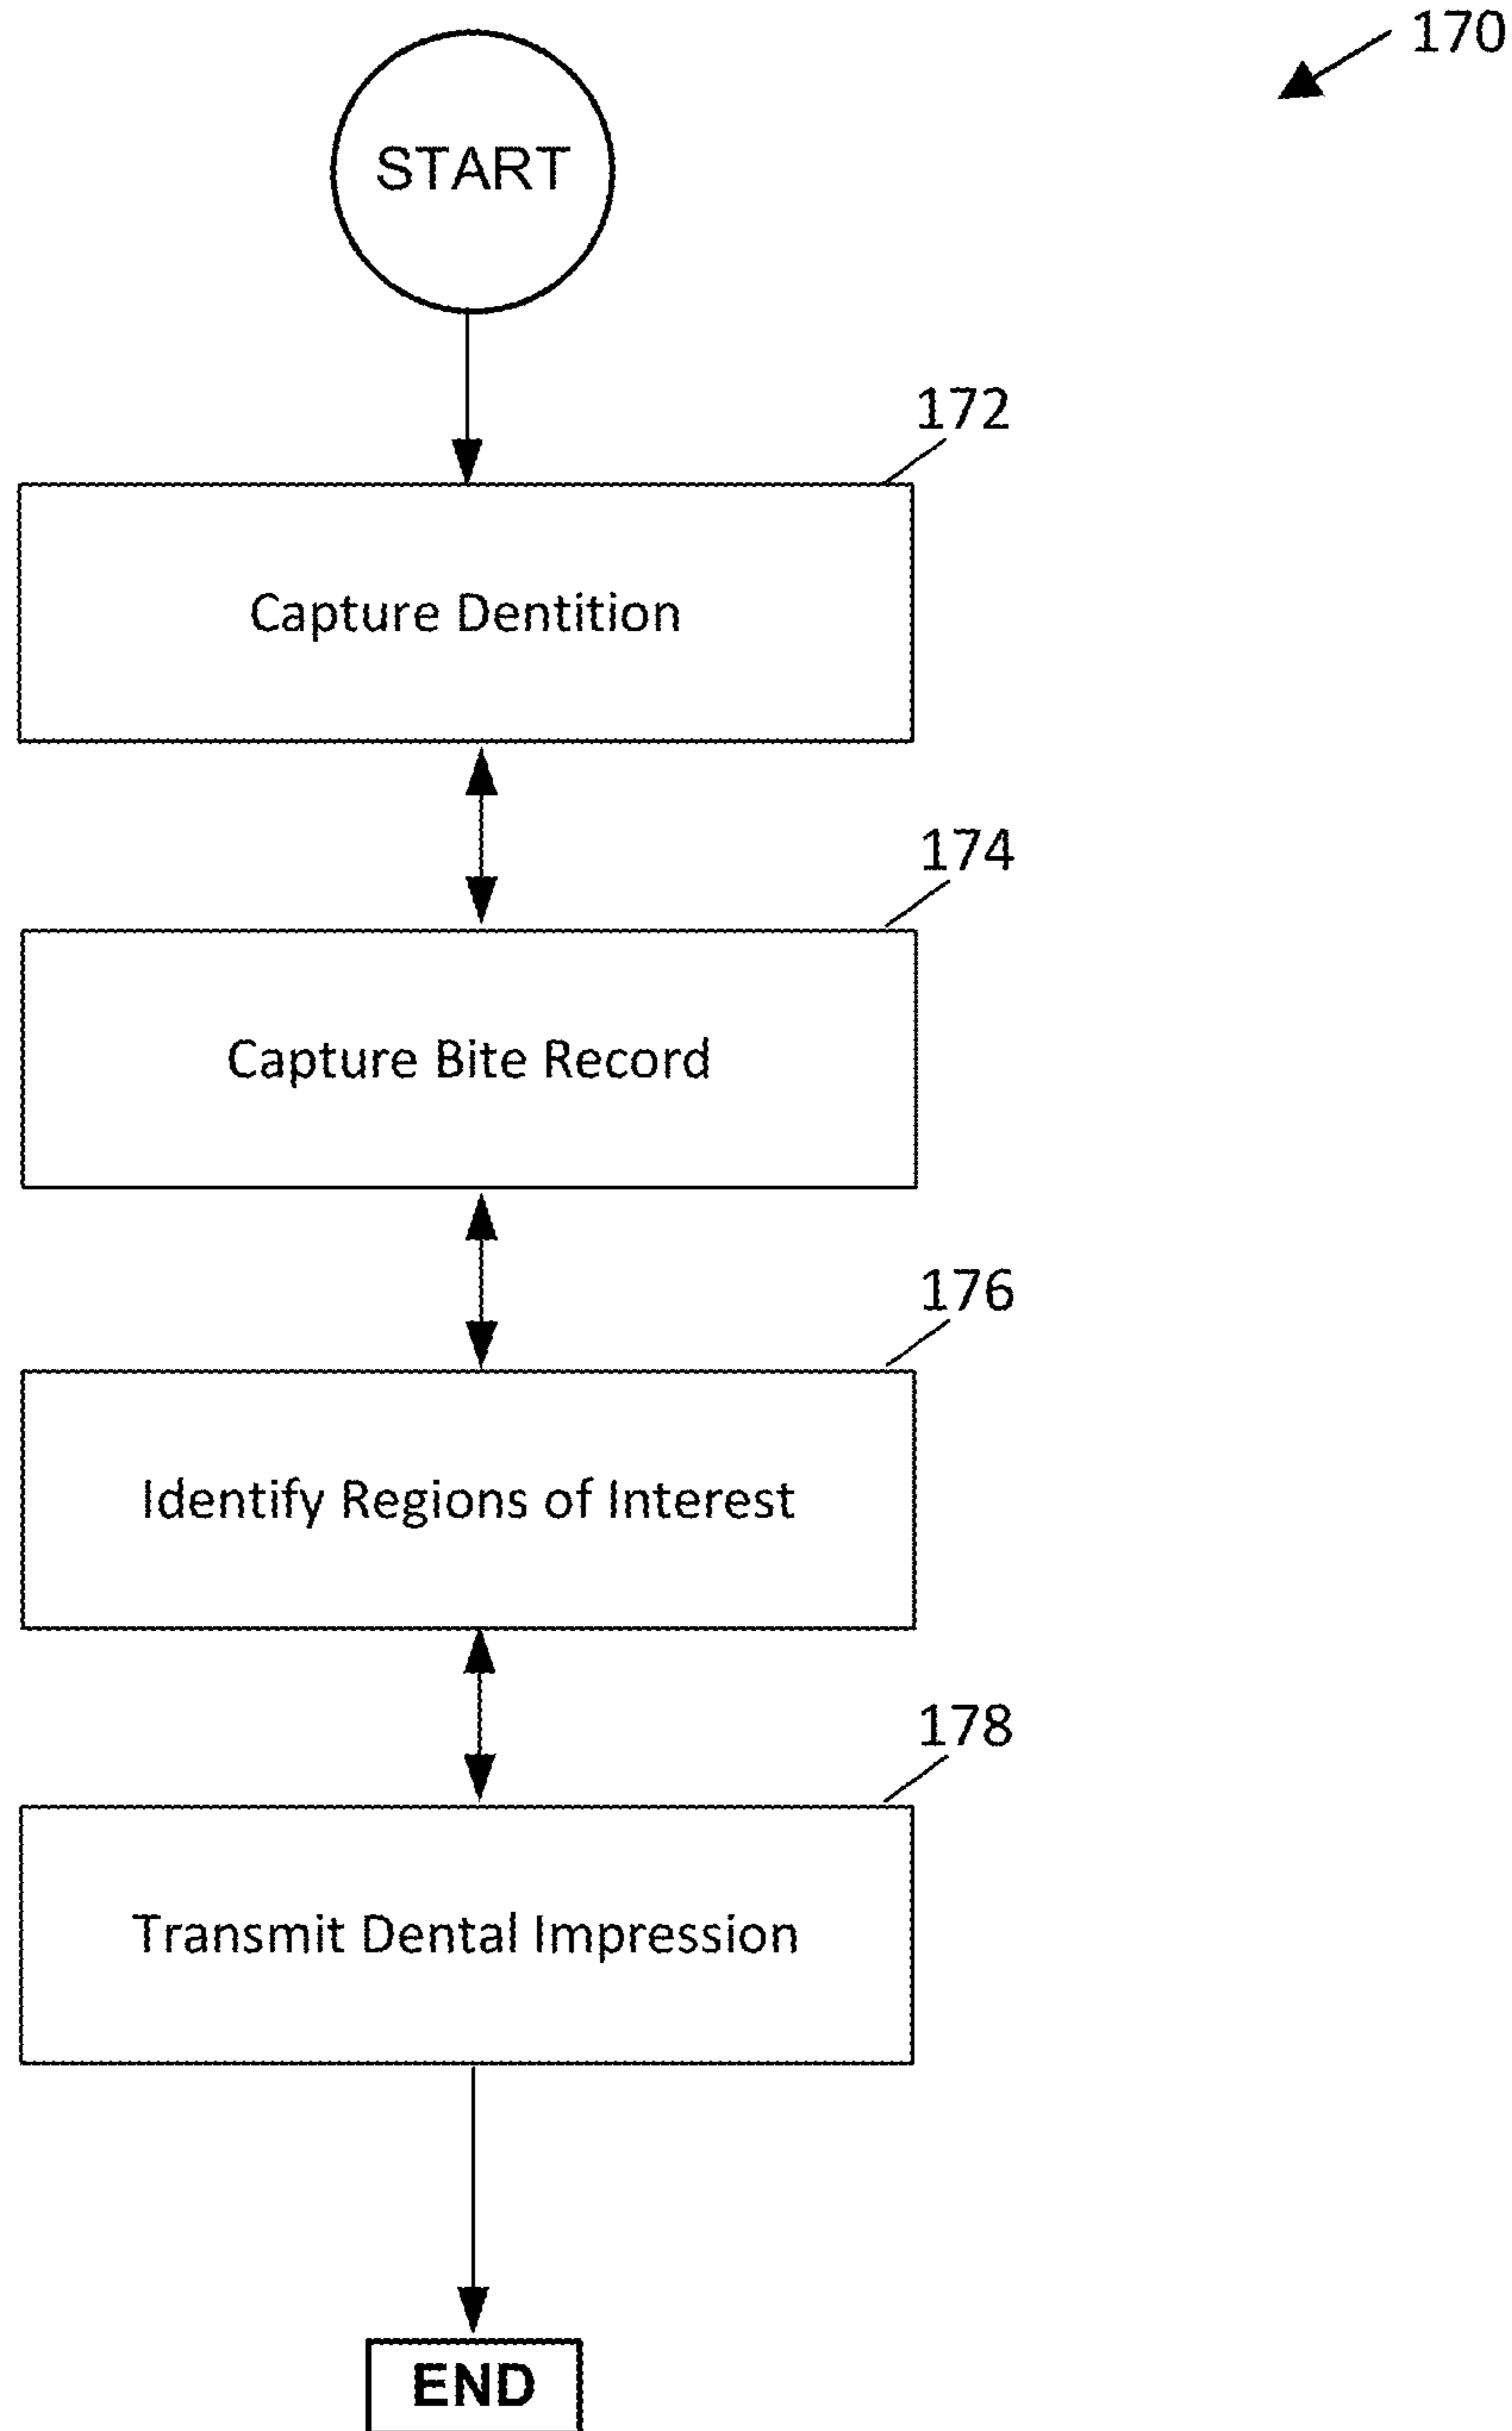 170
START
172
Capture Dentition
174
Capture Bite Record
176
Identify Regions of Interest
178
Transmit Dental Impression
END